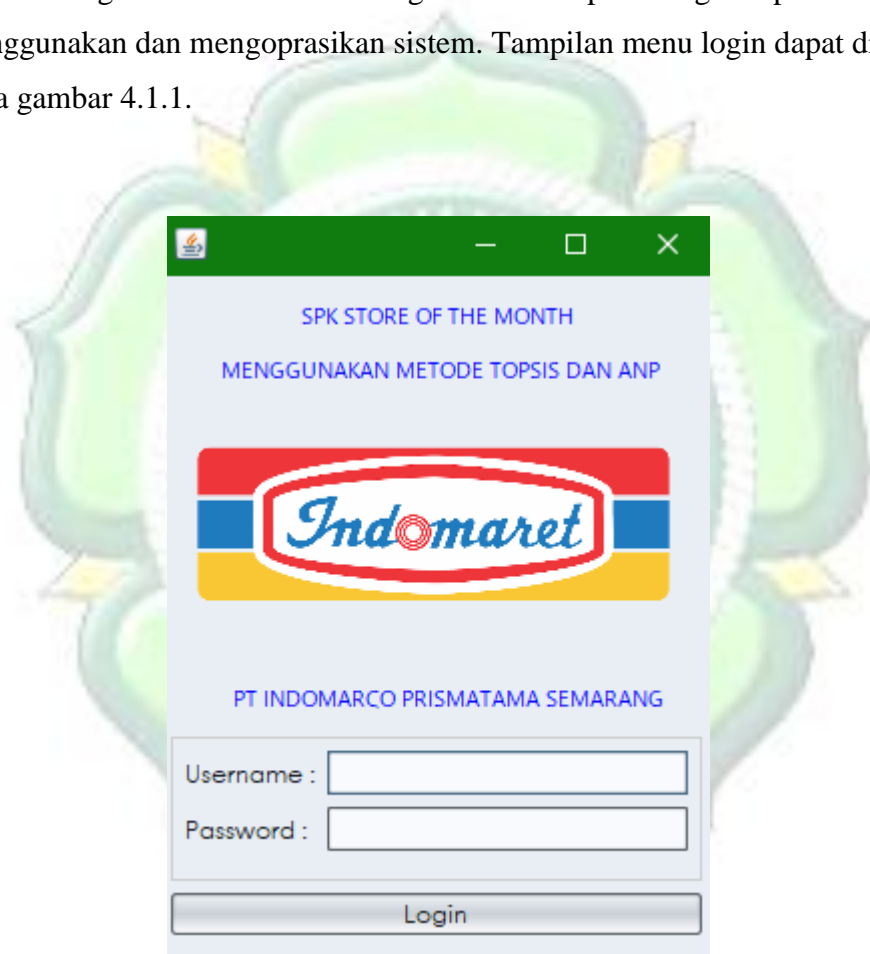 nggunakan dan mengoprasikan sistem. Tampilan menu login dapat di
a gambar 4.1.1.
SPK STORE OF THE MONTH
MENGGUNAKAN METODE TOPSIS DAN ANP
Indomaret
PT INDOMARCO PRISMATAMA SEMARANG
Username :
Password :
Login